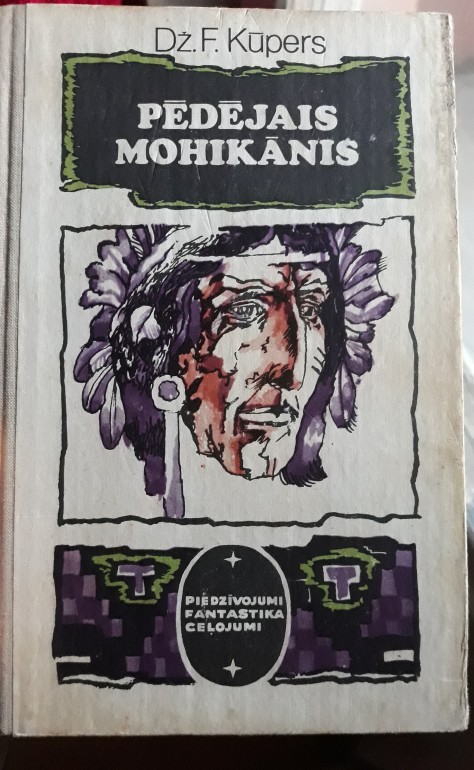 Dž. F. Kūpers
PĒDĒJAIS
MOHIKĀNIS
T T
PIEDZĪVOJUMI
FANTASTIKA
CEĻOJUMI